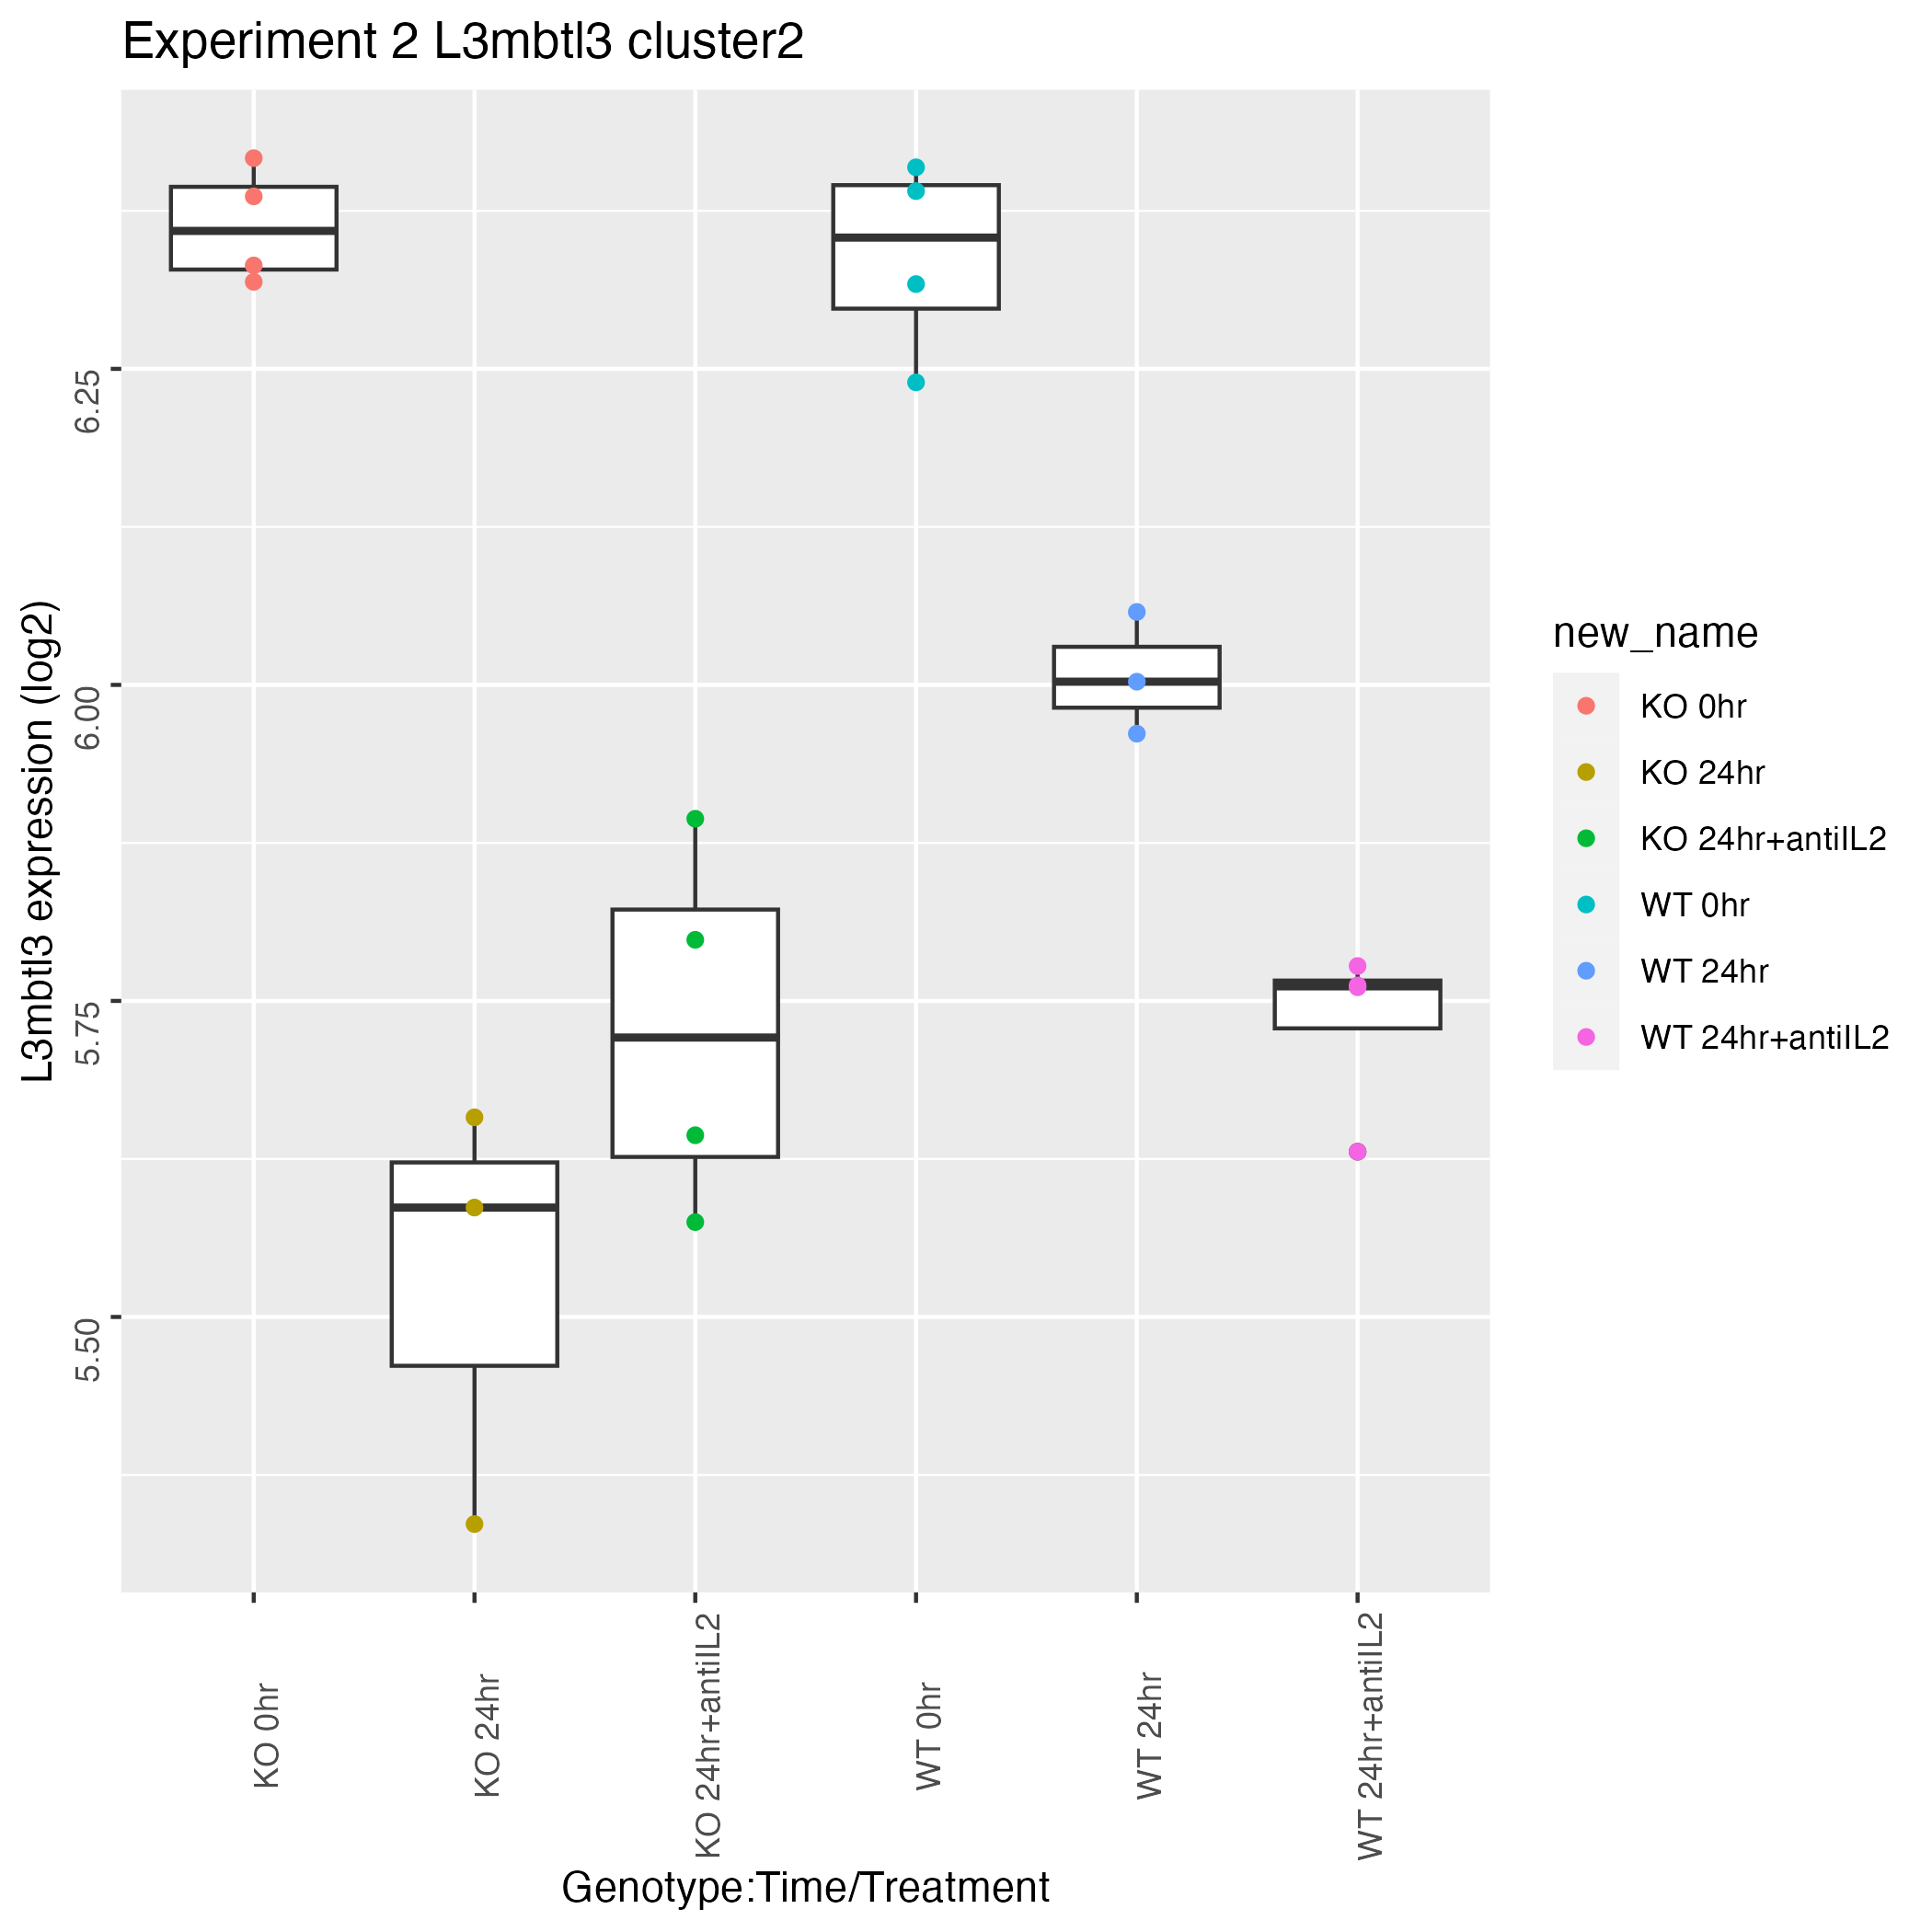 Experiment 2 L3mbtl3 cluster2
L3mbtl3 expression (log2)
6.25
6.00
5.75
5.50
KO 0hr
KO 24hr
KO 24hr+antiIL2
WT 0hr
WT 24hr
WT 24hr+antiIL2
Genotype:Time/Treatment
new_name
KO 0hr
KO 24hr
KO 24hr+antiIL2
WT 0hr
WT 24hr
WT 24hr+antiIL2